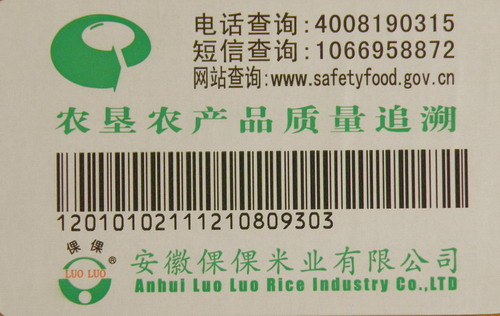 电话查询:4008190315
短信查询:1066958872
网站查询:www.safetyfood.gov.cn
农垦农产品质量追溯
120101021111210809303
倮倮
LUO LUO
®
安徽倮倮米业有限公司
Anhui Luo Luo Rice Industry Co.,LTD